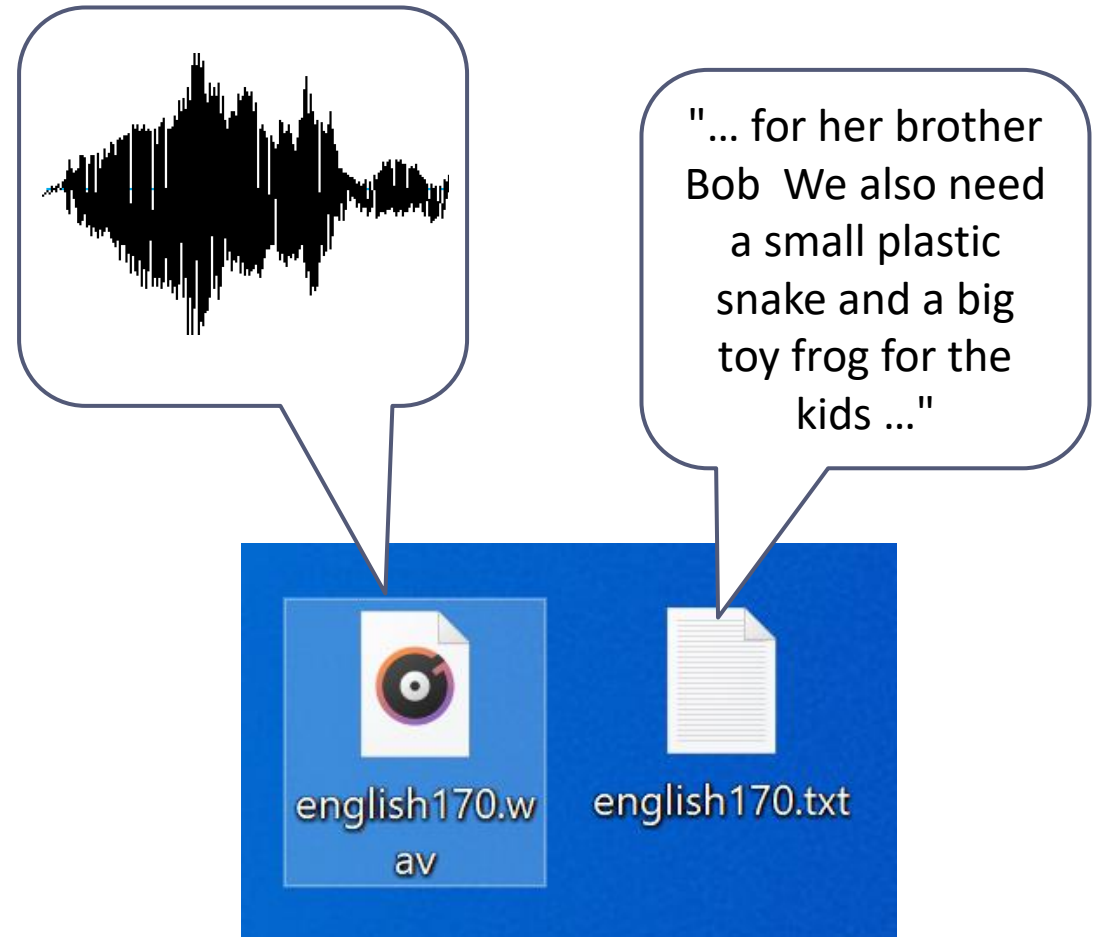 "... for her brother
Bob  We also need
a small plastic
snake and a big
toy frog for the
kids ..."
english170.w
av
english170.txt